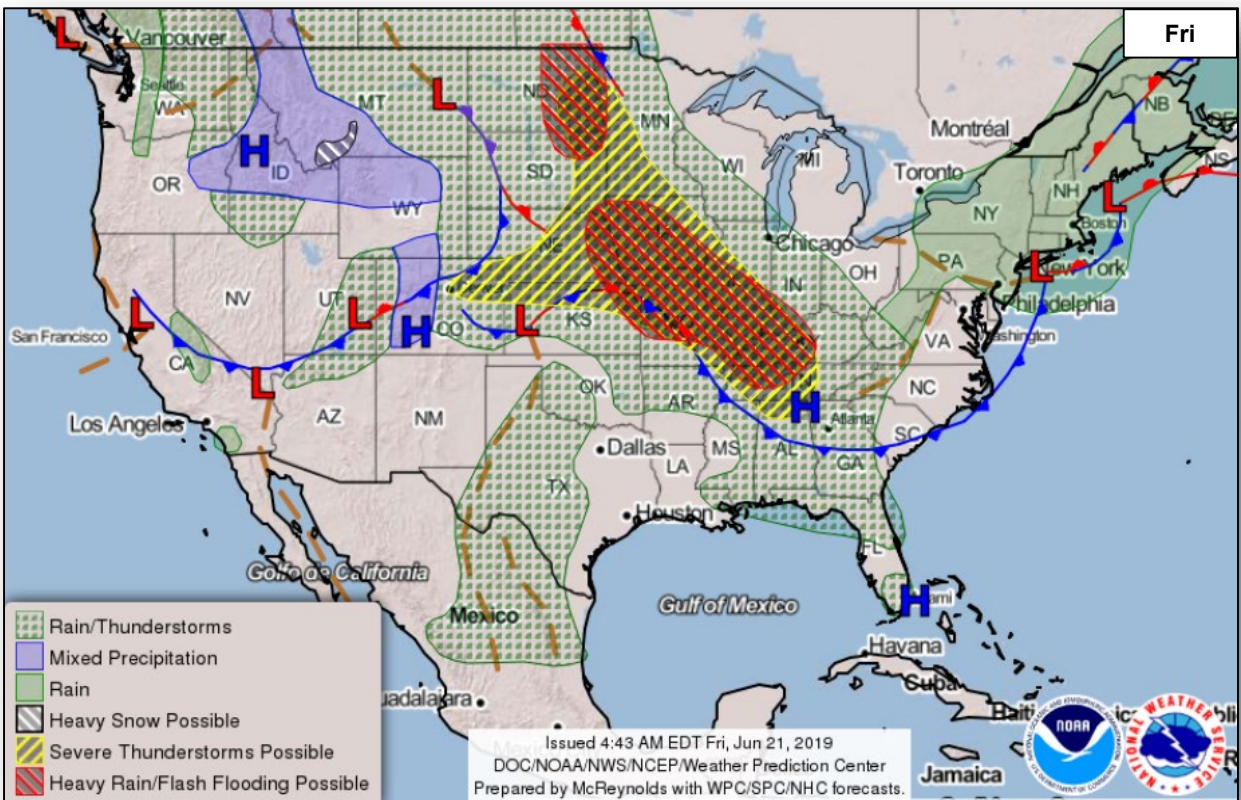 Fri
Vancouver
Seattle
WA
MT
ND
MN
NB
Montréal
OR
ID
SD
WI
MI
Toronto
NS
NH
WY
NY
Boston
NE
Chicago
PA
New York
NV
UT
IN
OH
Philadelphia
San Francisco
CO
KS
VA
Washington
CA
OK
NC
Los Angeles
AZ
NM
AR
Atlanta
SC
Dallas
MS
AL
GA
LA
TX
Houston
FL
Golfo de California
Gulf of Mexico
Mexico
Havana
Cuba
Jamaica
H
L
Rain/Thunderstorms
Mixed Precipitation
Rain
Heavy Snow Possible
Severe Thunderstorms Possible
Heavy Rain/Flash Flooding Possible
Issued 4:43 AM EDT Fri, Jun 21, 2019
DOC/NOAA/NWS/NCEP/Weather Prediction Center
Prepared by McReynolds with WPC/SPC/NHC forecasts.
NOAA
NATIONAL WEATHER SERVICE